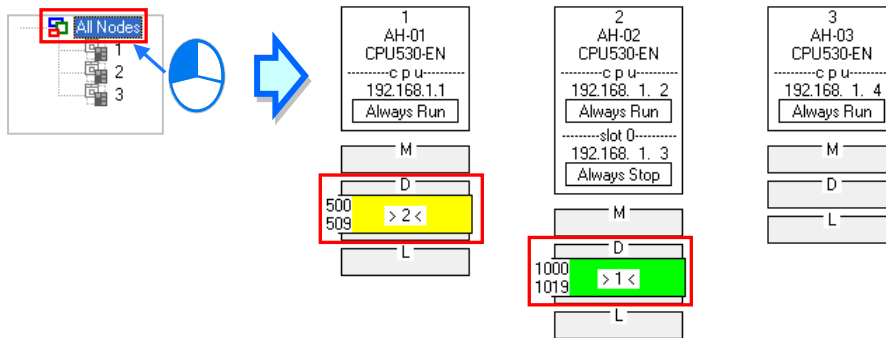 All Nodes
1
2
3
1
AH-01
CPU530-EN
--------c p u--------
192.168.1.1
Always Run
M
D
500
509
> 2 <
L
2
AH-02
CPU530-EN
--------c p u--------
192.168. 1. 2
Always Run
---------slot 0---------
192.168. 1. 3
Always Stop
M
D
1000
1019
> 1 <
L
3
AH-03
CPU530-EN
--------c p u--------
192.168. 1. 4
Always Run
M
D
L